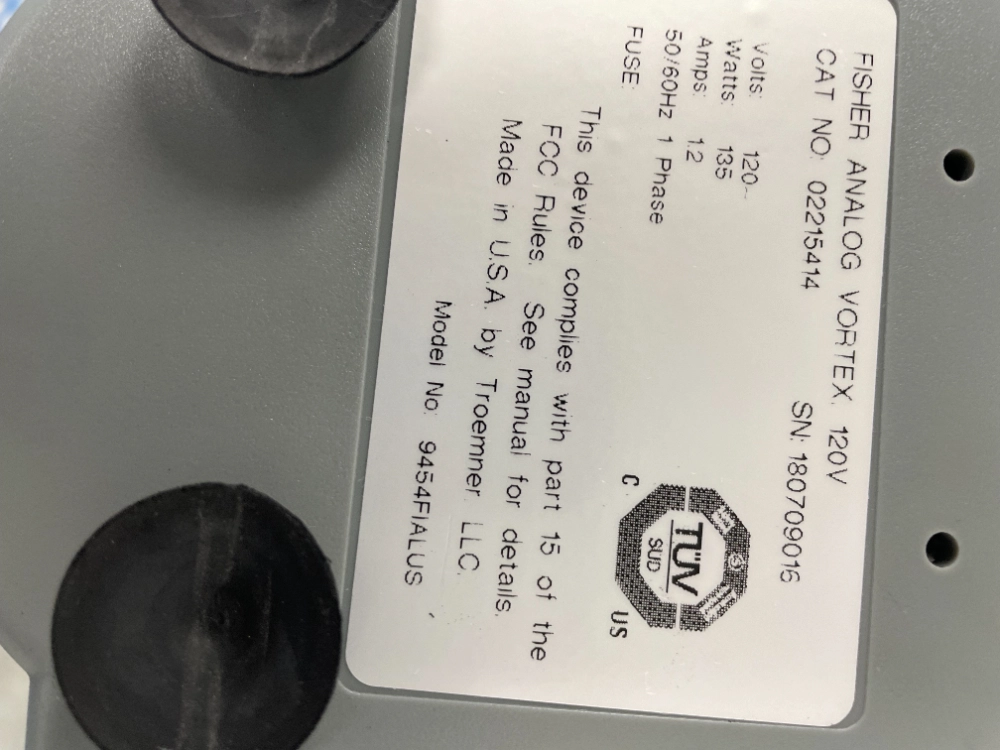 FISHER ANALOG VORTEX, 120V
CAT NO: 02215414
SN: 180709016
Volts: 120~
Watts: 135
Amps: 1.2
50/60Hz 1 Phase
FUSE:
TÜV
SUD
C US
This device complies with part 15 of the
FCC Rules. See manual for details.
Made in U.S.A. by Troemner LLC.
Model No: 9454FIALUS